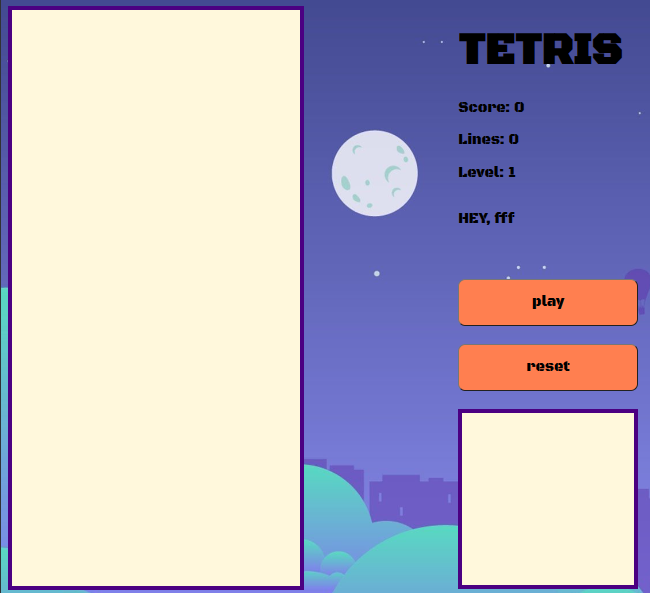 TETRIS
Score: 0
Lines: 0
Level: 1
HEY, fff
play
reset